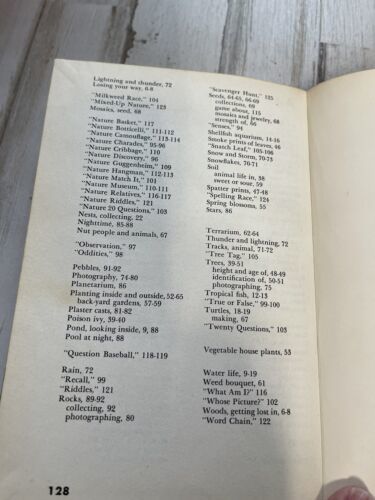 Lightning and thunder, 72
Losing your way, 6-8
"Milkweed Race," 104
"Mixed-Up Nature," 123
Mosaics, seed, 68
"Nature Basket," 117
"Nature Botticelli," 111-112
"Nature Camouflage," 113-114
"Nature Charades," 95-96
"Nature Cribbage," 110
"Nature Discovery," 96
"Nature Guggenheim," 109
"Nature Hangman," 112-113
"Nature Match It," 101
"Nature Museum," 110-111
"Nature Relatives," 116-117
"Nature Riddles," 121
"Nature 20 Questions," 103
Nests, collecting, 22
Nighttime, 85-88
Nut people and animals, 67
"Observation," 97
"Oddities," 98
Pebbles, 91-92
Photography, 74-80
Planetarium, 86
Planting inside and outside, 52-65
back-yard gardens, 57-59
Plaster casts, 81-82
Poison ivy, 39-40
Pond, looking inside, 9, 88
Pool at night, 88
"Question Baseball," 118-119
Rain, 72
"Recall," 99
"Riddles," 121
Rocks, 89-92
collecting, 92
photographing, 80
"Scavenger Hunt," 125
Seeds, 64-65, 66-69
collections, 69
game about, 115
mosaics and jewelry, 68
strength of, 66
"Senses," 94
Shellfish aquarium, 14-16
Smoke prints of leaves, 46
"Snatch Leaf," 105-106
Snow and Storm, 70-73
Snowflakes, 70-71
Soil
animal life in, 38
sweet or sour, 59
Spatter prints, 47-48
"Spelling Race," 124
Spring blossoms, 55
Stars, 86
Terrarium, 62-64
Thunder and lightning, 72
Tracks, animal, 71-72
"Tree Tag," 105
Trees, 39-51
height and age of, 48-49
identification of, 50-51
photographing, 75
Tropical fish, 12-13
"True or False," 99-100
Turtles, 18-19
making, 67
"Twenty Questions," 103
Vegetable house plants, 53
Water life, 9-19
Weed bouquet, 61
"What Am I?" 116
"Whose Picture?" 102
Woods, getting lost in, 6-8
"Word Chain," 122
128